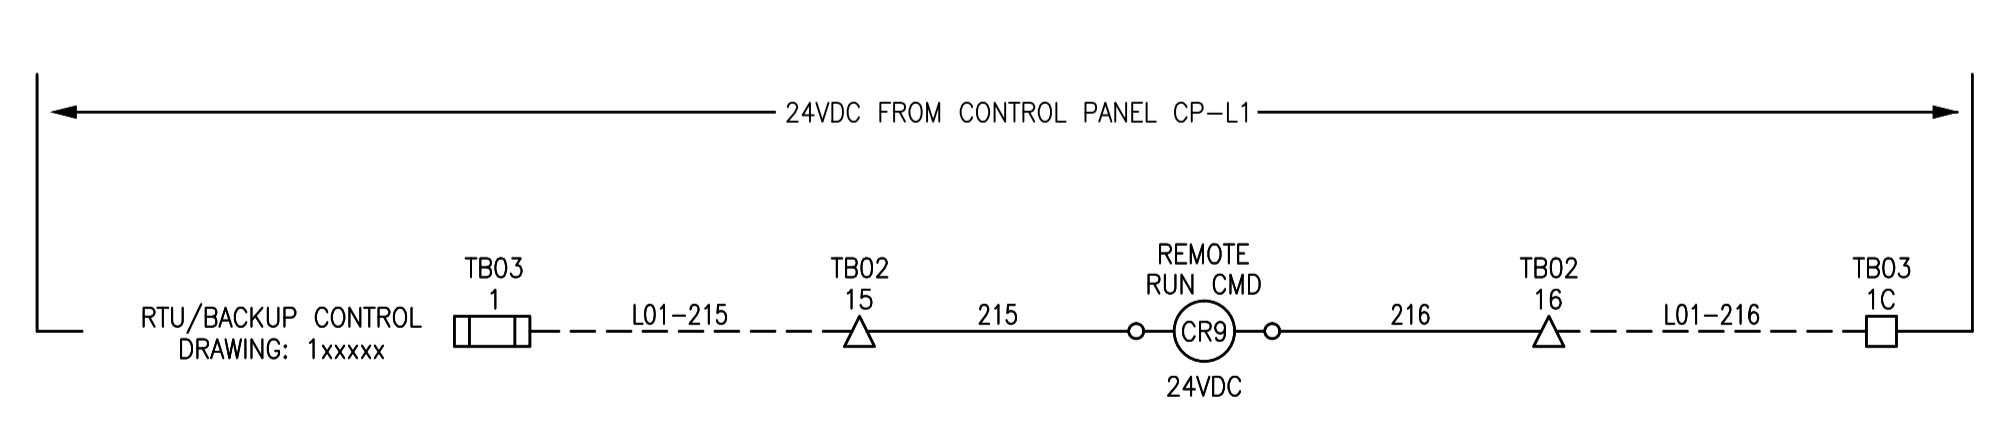 24VDC FROM CONTROL PANEL CP-L1
RTU/BACKUP CONTROL
DRAWING: 1xxxxx
TB03
1
L01-215
TB02
15
215
REMOTE
RUN CMD
CR9
24VDC
216
TB02
16
L01-216
TB03
1C